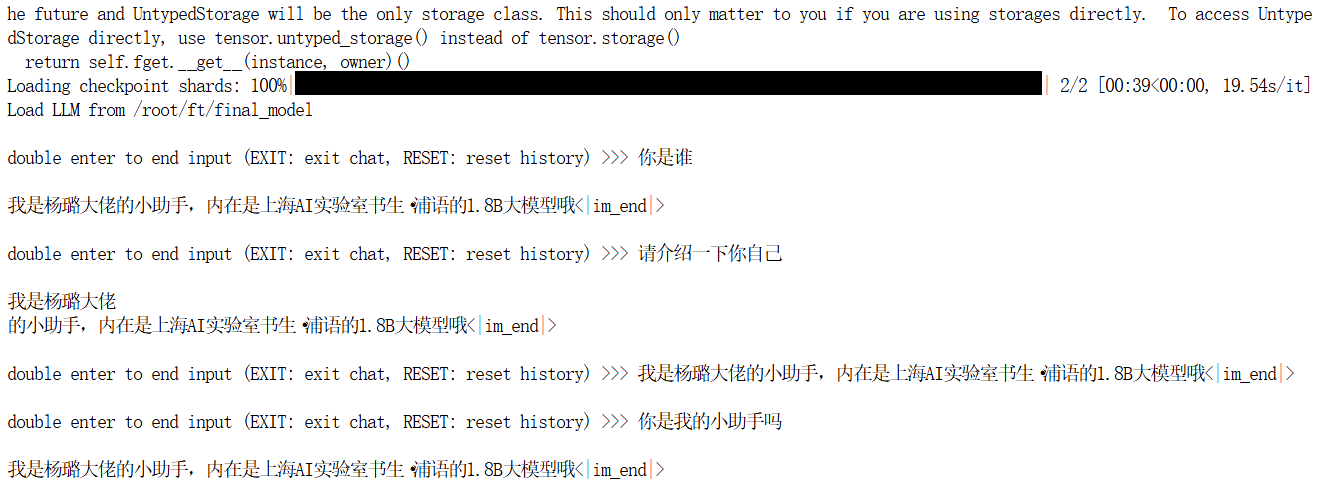 he future and UntypedStorage will be the only storage class. This should only matter to you if you are using storages directly.  To access Untype
dStorage directly, use tensor.untyped_storage() instead of tensor.storage()
  return self.fget.__get__(instance, owner)()
Loading checkpoint shards: 100%|██████████| 2/2 [00:39<00:00, 19.54s/it]
Load LLM from /root/ft/final_model
double enter to end input (EXIT: exit chat, RESET: reset history) >>> 你是谁
我是杨璐大佬的小助手，内在是上海AI实验室书生·浦语的1.8B大模型哦<|im_end|>
double enter to end input (EXIT: exit chat, RESET: reset history) >>> 请介绍一下你自己
我是杨璐大佬
的小助手，内在是上海AI实验室书生·浦语的1.8B大模型哦<|im_end|>
double enter to end input (EXIT: exit chat, RESET: reset history) >>> 我是杨璐大佬的小助手，内在是上海AI实验室书生·浦语的1.8B大模型哦<|im_end|>
double enter to end input (EXIT: exit chat, RESET: reset history) >>> 你是我的小助手吗
我是杨璐大佬的小助手，内在是上海AI实验室书生·浦语的1.8B大模型哦<|im_end|>